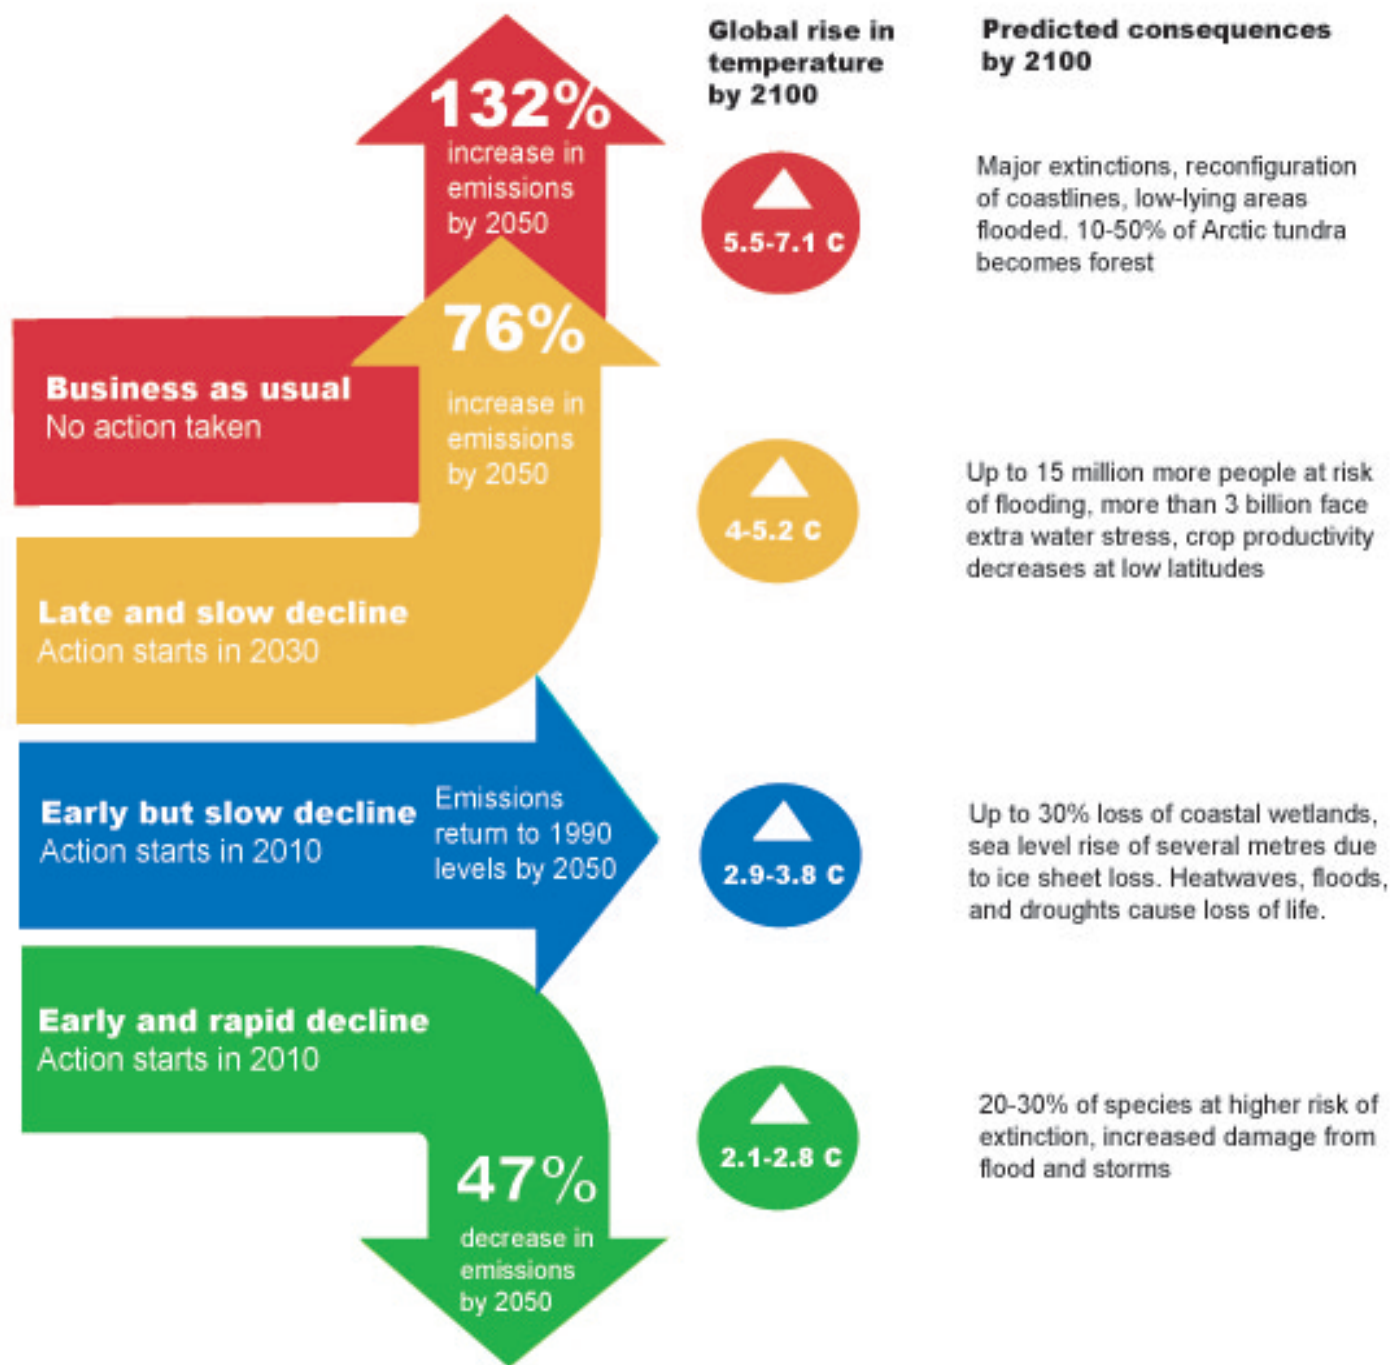 Global rise in
temperature
by 2100
Predicted consequences
by 2100
132%
increase in
emissions
by 2050
5.5-7.1 C
Major extinctions, reconfiguration
of coastlines, low-lying areas
flooded. 10-50% of Arctic tundra
becomes forest
Business as usual
No action taken
76%
increase in
emissions
by 2050
4-5.2 C
Up to 15 million more people at risk
of flooding, more than 3 billion face
extra water stress, crop productivity
decreases at low latitudes
Late and slow decline
Action starts in 2030
Early but slow decline
Action starts in 2010
Emissions
return to 1990
levels by 2050
2.9-3.8 C
Up to 30% loss of coastal wetlands,
sea level rise of several metres due
to ice sheet loss. Heatwaves, floods,
and droughts cause loss of life.
Early and rapid decline
Action starts in 2010
47%
decrease in
emissions
by 2050
2.1-2.8 C
20-30% of species at higher risk of
extinction, increased damage from
flood and storms